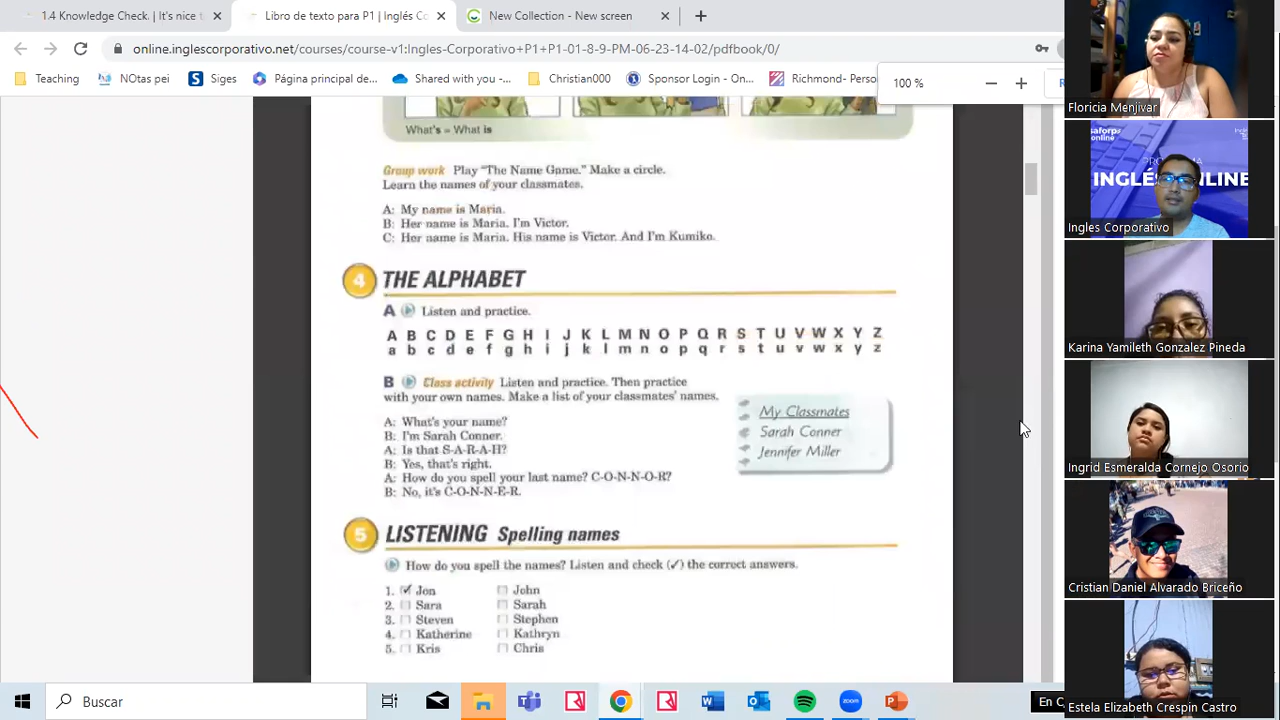 1.4 Knowledge Check. | It's nice t
Libro de texto para P1 | Inglés Co
New Collection - New screen
online.inglescorporativo.net/courses/course-v1:Ingles-Corporativo+P1+P1-01-8-9-PM-06-23-14-02/pdfbook/0/
Teaching
NOtas pei
Siges
Página principal de...
Shared with you -...
Christian000
Sponsor Login - On...
Richmond- Perso
100 %
What's = What is
Group work Play "The Name Game." Make a circle.
Learn the names of your classmates.
A: My name is Maria.
B: Her name is Maria. I'm Victor.
C: Her name is Maria. His name is Victor. And I'm Kumiko.
4 THE ALPHABET
A Listen and practice.
A B C D E F G H I J K L M N O P Q R S T U V W X Y Z
a b c d e f g h i j k l m n o p q r s t u v w x y z
B Class activity Listen and practice. Then practice
with your own names. Make a list of your classmates' names.
A: What's your name?
B: I'm Sarah Conner.
A: Is that S-A-R-A-H?
B: Yes, that's right.
A: How do you spell your last name? C-O-N-N-O-R?
B: No, it's C-O-N-N-E-R.
My Classmates
Sarah Conner
Jennifer Miller
5 LISTENING Spelling names
How do you spell the names? Listen and check (✓) the correct answers.
1. ✓ Jon John
2. Sara Sarah
3. Steven Stephen
4. Katherine Kathryn
5. Kris Chris
Buscar
En C
Floricia Menjivar
saforp
online
INGLÉS ONLINE
Ingles Corporativo
Karina Yamileth Gonzalez Pineda
Ingrid Esmeralda Cornejo Osorio
Cristian Daniel Alvarado Briceño
Estela Elizabeth Crespin Castro